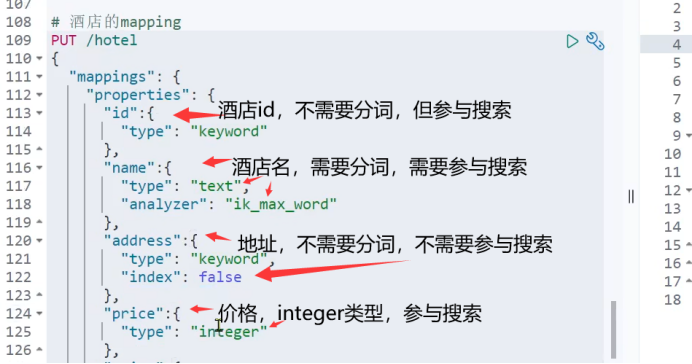 107
108 # 酒店的mapping
109 PUT /hotel
110 {
111 "mappings": {
112 "properties": {
113 "id":{ 酒店id，不需要分词，但参与搜索
114 "type": "keyword"
115 },
116 "name":{ 酒店名，需要分词，需要参与搜索
117 "type": "text",
118 "analyzer": "ik_max_word"
119 },
120 "address":{ 地址，不需要分词，不需要参与搜索
121 "type": "keyword",
122 "index": false
123 },
124 "price":{ 价格，integer类型，参与搜索
125 "type": "integer"
126 },
2
3
4
5
6
7
8
9
10
11
12
13
14
15
16
17
18